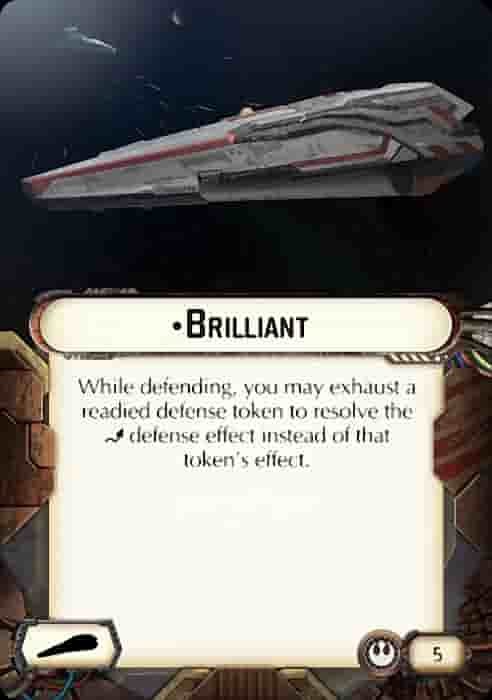 •Brilliant
While defending, you may exhaust a
readied defense token to resolve the
defense effect instead of that
token's effect.
5